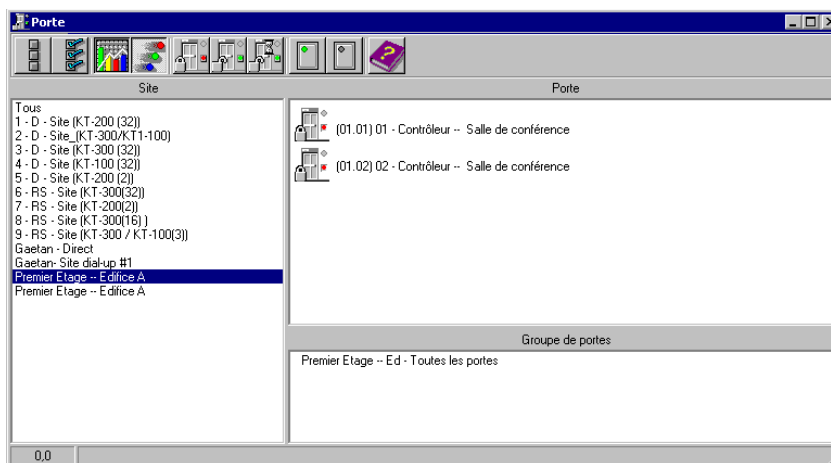 Porte
Site
Porte
Tous
1 - D - Site (KT-200 (32))
2 - D - Site_(KT-300/KT1-100)
3 - D - Site (KT-300 (32))
4 - D - Site (KT-100 (32))
5 - D - Site (KT-200 (2))
6 - RS - Site (KT-300(32))
7 - RS - Site (KT-200(2))
8 - RS - Site (KT-300(16) )
9 - RS - Site (KT-300 / KT-100(3))
Gaetan - Direct
Gaetan- Site dial-up #1
Premier Etage -- Edifice A
Premier Etage -- Edifice A
(01.01) 01 - Contrôleur -- Salle de conférence
(01.02) 02 - Contrôleur -- Salle de conférence
Groupe de portes
Premier Etage -- Ed - Toutes les portes
0,0